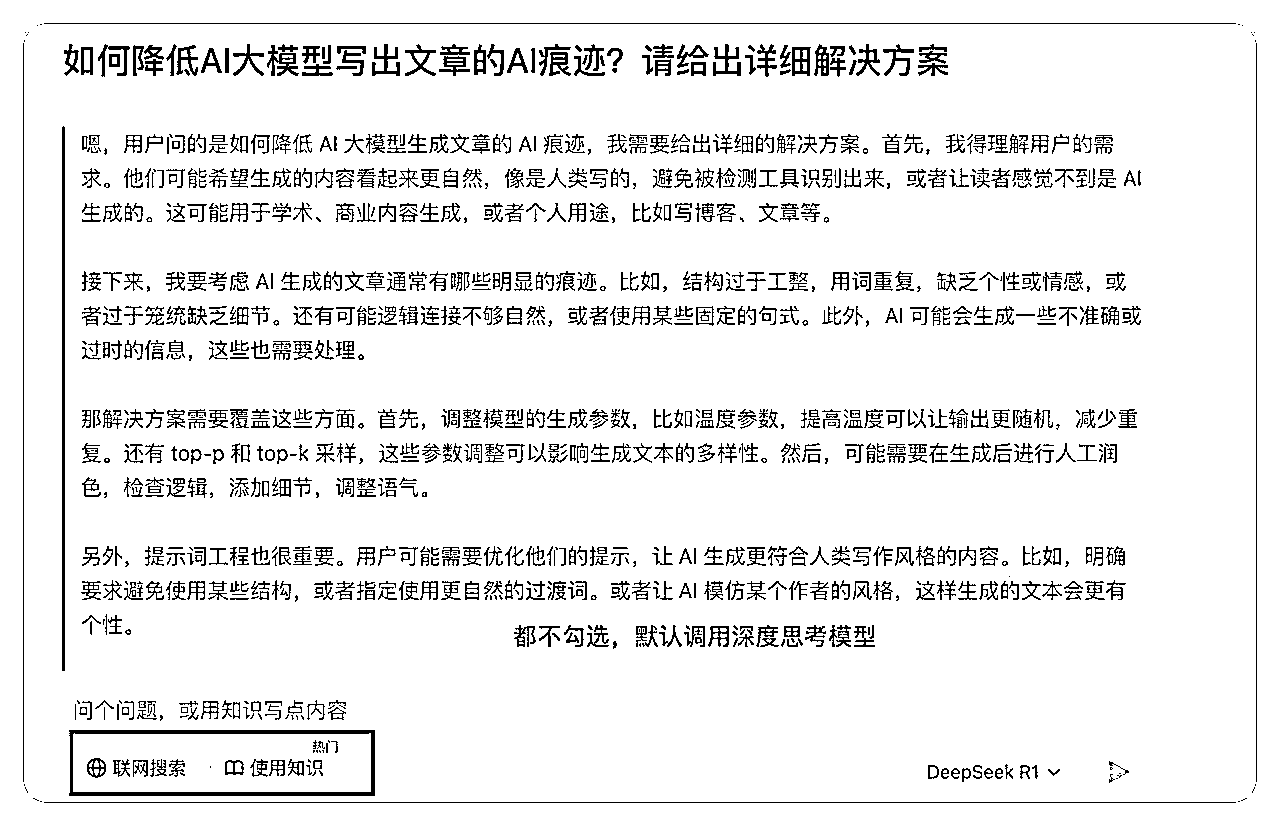 如何降低AI大模型写出文章的AI痕迹？请给出详细解决方案
嗯，用户问的是如何降低 AI 大模型生成文章的 AI 痕迹，我需要给出详细的解决方案。首先，我得理解用户的需
求。他们可能希望生成的内容看起来更自然，像是人类写的，避免被检测工具识别出来，或者让读者感觉不到是 AI
生成的。这可能用于学术、商业内容生成，或者个人用途，比如写博客、文章等。
接下来，我要考虑 AI 生成的文章通常有哪些明显的痕迹。比如，结构过于工整，用词重复，缺乏个性或情感，或
者过于笼统缺乏细节。还有可能逻辑连接不够自然，或者使用某些固定的句式。此外，AI 可能会生成一些不准确或
过时的信息，这些也需要处理。
那解决方案需要覆盖这些方面。首先，调整模型的生成参数，比如温度参数，提高温度可以让输出更随机，减少重
复。还有 top-p 和 top-k 采样，这些参数调整可以影响生成文本的多样性。然后，可能需要在生成后进行人工润
色，检查逻辑，添加细节，调整语气。
另外，提示词工程也很重要。用户可能需要优化他们的提示，让 AI 生成更符合人类写作风格的内容。比如，明确
要求避免使用某些结构，或者指定使用更自然的过渡词。或者让 AI 模仿某个作者的风格，这样生成的文本会更有
个性。
都不勾选，默认调用深度思考模型
问个问题，或用知识写点内容
热门
联网搜索 · 使用知识
DeepSeek R1